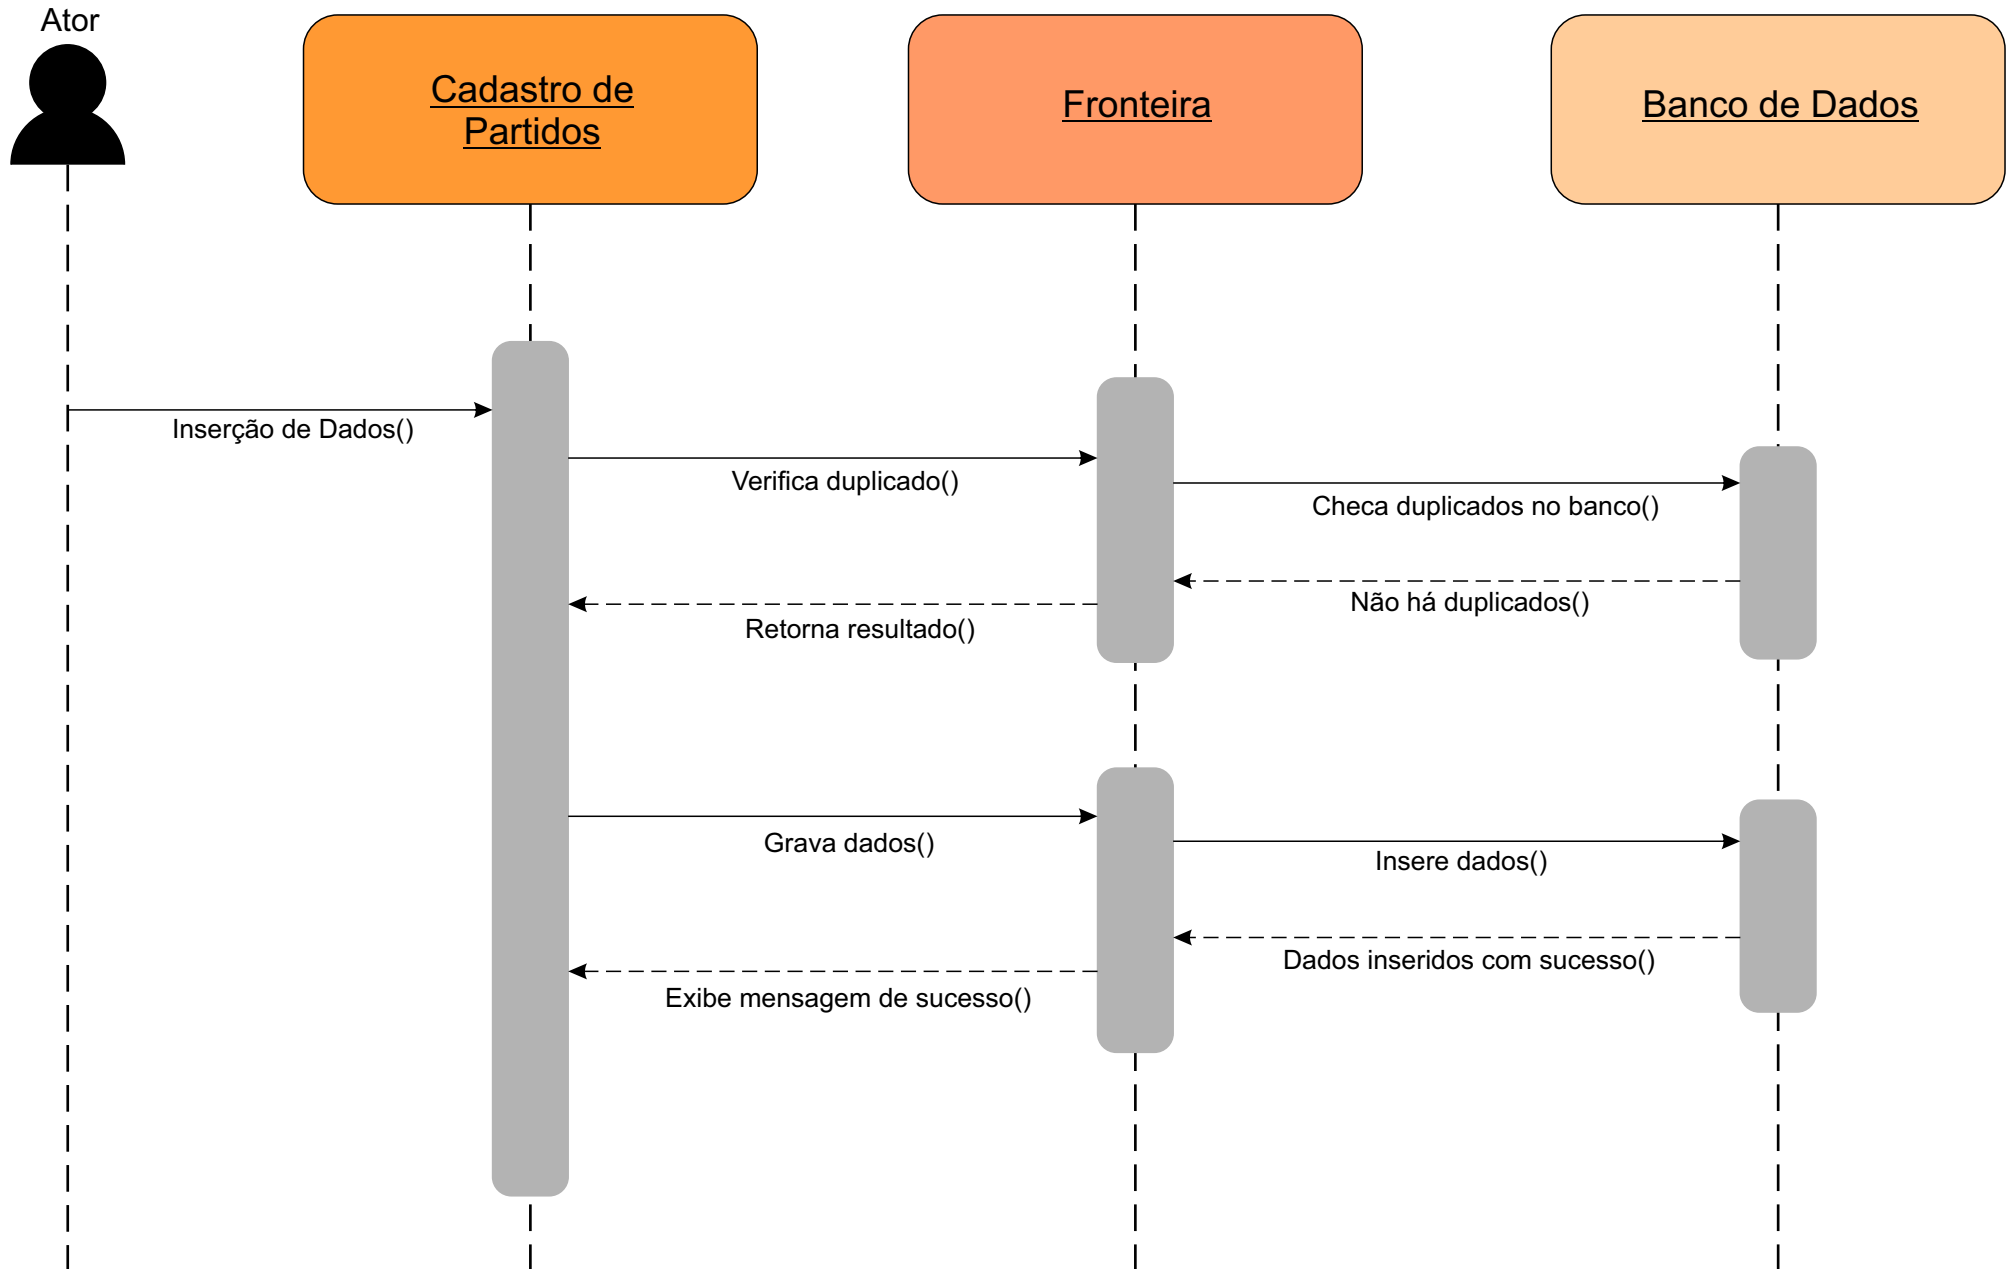 Ator
Cadastro de
Partidos
Fronteira
Banco de Dados
Inserção de Dados()
Verifica duplicado()
Checa duplicados no banco()
Não há duplicados()
Retorna resultado()
Grava dados()
Insere dados()
Dados inseridos com sucesso()
Exibe mensagem de sucesso()